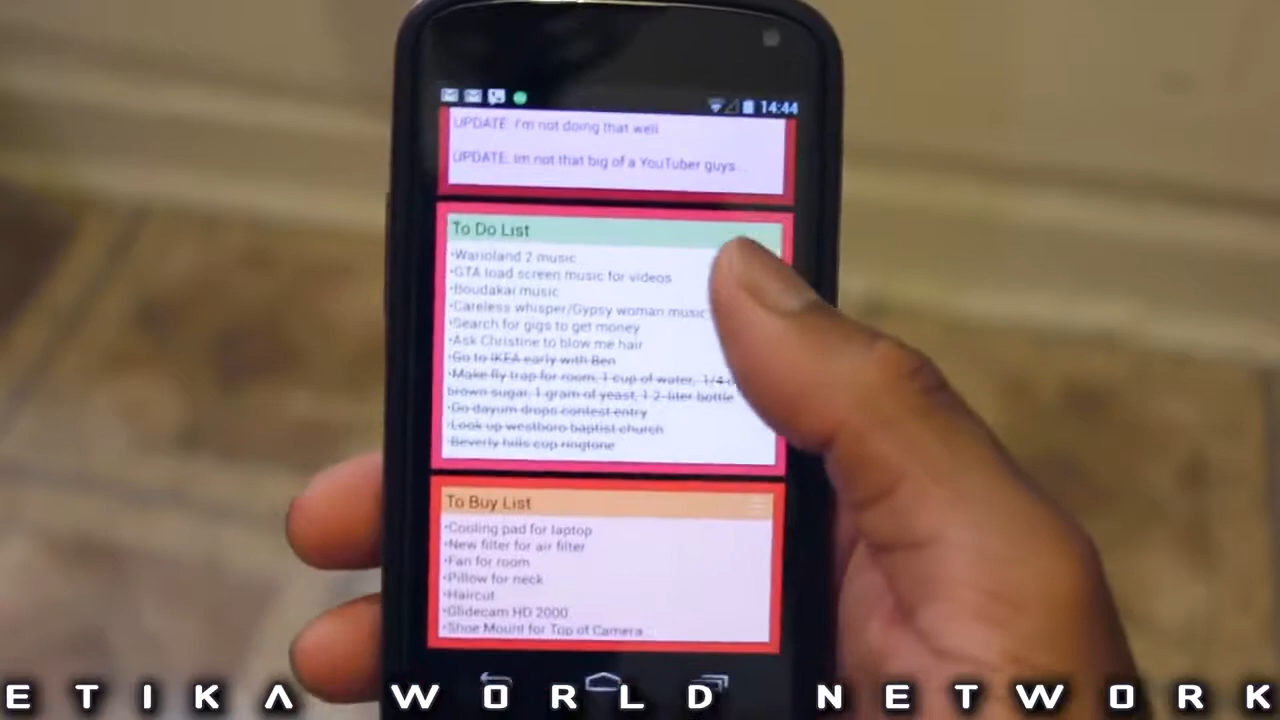 14:44
UPDATE: I'm not doing that well
UPDATE: Im not that big of a YouTuber guys...
To Do List
•Warioland 2 music
•GTA load screen music for videos
•Boudakai music
•Careless whisper/Gypsy woman music
•Search for gigs to get money
•Ask Christine to blow me hair
•Go to IKEA early with Ben
•Make fly trap for room, 1 cup of water, 1/4
brown sugar, 1 gram of yeast, 1 2-liter bottle
•Go dayum drops contest entry
•Look up westboro baptist church
•Beverly hills cop ringtone
To Buy List
•Cooling pad for laptop
•New filter for air filter
•Fan for room
•Pillow for neck
•Haircut
•Glidecam HD 2000
•Shoe Mount for Top of Camera...
ETIKA WORLD NETWORK